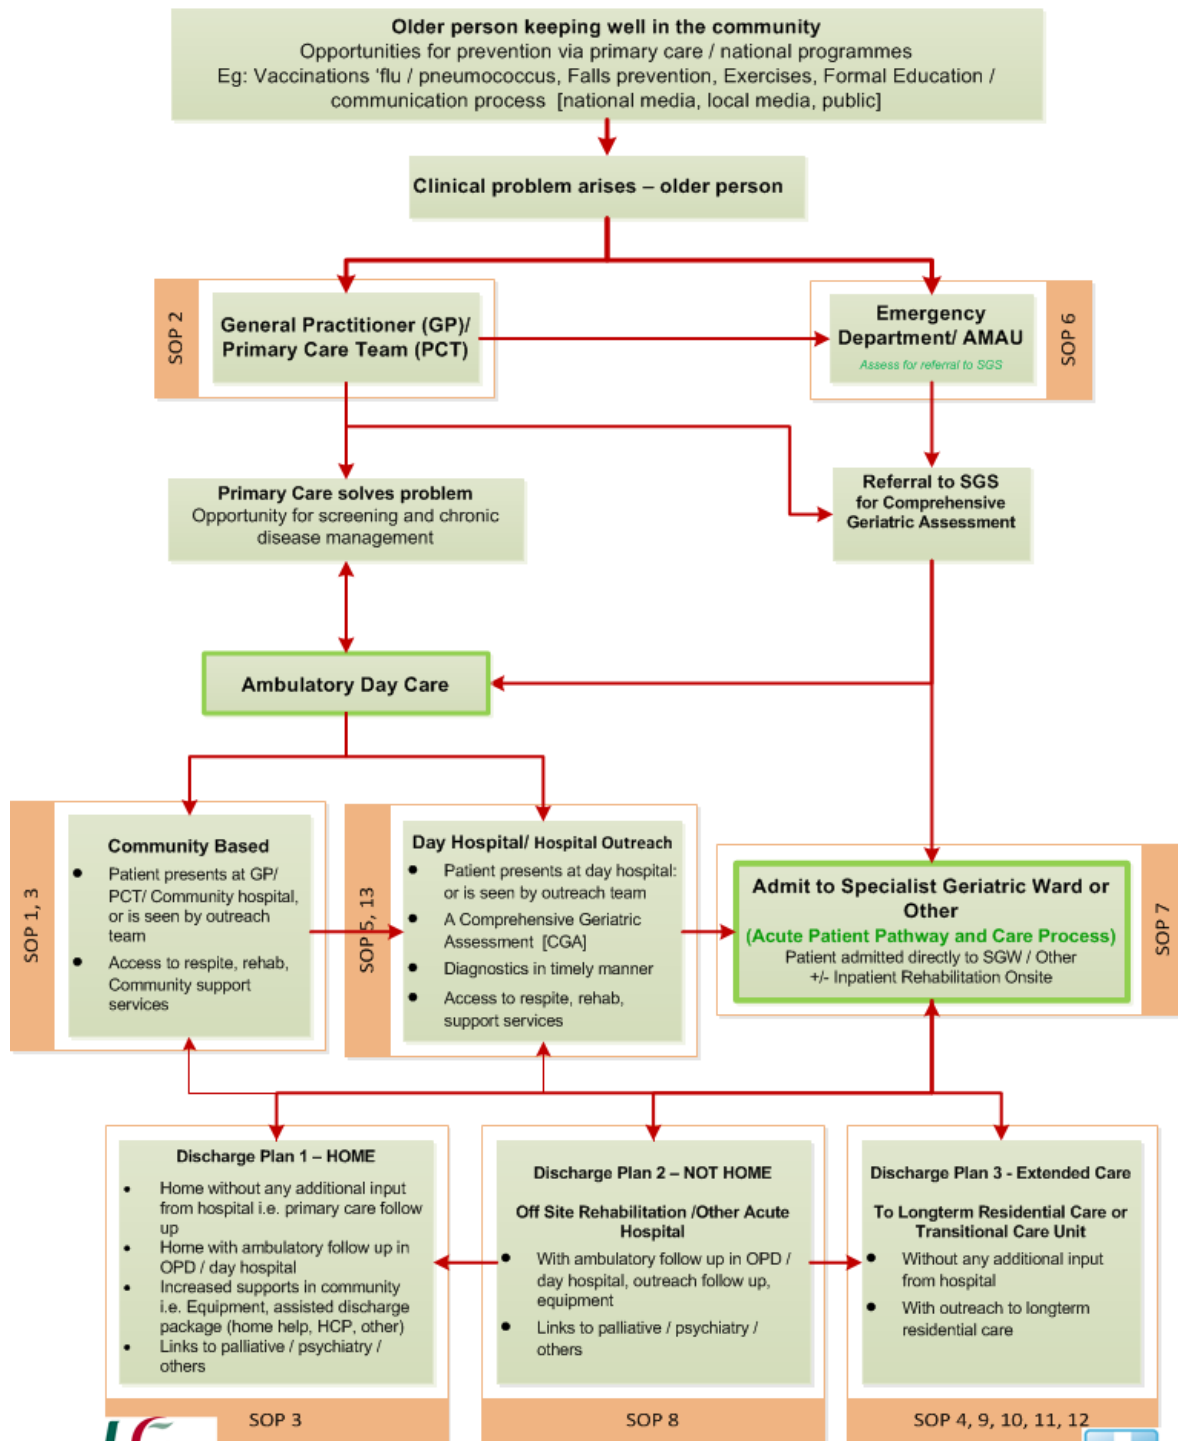 Older person keeping well in the community
Opportunities for prevention via primary care / national programmes
Eg: Vaccinations 'flu / pneumococcus, Falls prevention, Exercises, Formal Education /
communication process [national media, local media, public]
Clinical problem arises – older person
SOP 2
General Practitioner (GP)/
Primary Care Team (PCT)
Emergency
Department/ AMAU
Assess for referral to SGS
SOP 6
Primary Care solves problem
Opportunity for screening and chronic
disease management
Referral to SGS
for Comprehensive
Geriatric Assessment
Ambulatory Day Care
SOP 1, 3
Community Based
• Patient presents at GP/
PCT/ Community hospital,
or is seen by outreach
team
• Access to respite, rehab,
Community support
services
SOP 5, 13
Day Hospital/ Hospital Outreach
• Patient presents at day hospital:
or is seen by outreach team
• A Comprehensive Geriatric
Assessment [CGA]
• Diagnostics in timely manner
• Access to respite, rehab,
support services
Admit to Specialist Geriatric Ward or
Other
(Acute Patient Pathway and Care Process)
Patient admitted directly to SGW / Other
+/- Inpatient Rehabilitation Onsite
SOP 7
Discharge Plan 1 – HOME
• Home without any additional input
from hospital i.e. primary care follow
up
• Home with ambulatory follow up in
OPD / day hospital
• Increased supports in community
i.e. Equipment, assisted discharge
package (home help, HCP, other)
• Links to palliative / psychiatry /
others
SOP 3
Discharge Plan 2 – NOT HOME
Off Site Rehabilitation /Other Acute
Hospital
• With ambulatory follow up in OPD /
day hospital, outreach follow up,
equipment
• Links to palliative / psychiatry /
others
SOP 8
Discharge Plan 3 - Extended Care
To Longterm Residential Care or
Transitional Care Unit
• Without any additional input
from hospital
• With outreach to longterm
residential care
SOP 4, 9, 10, 11, 12